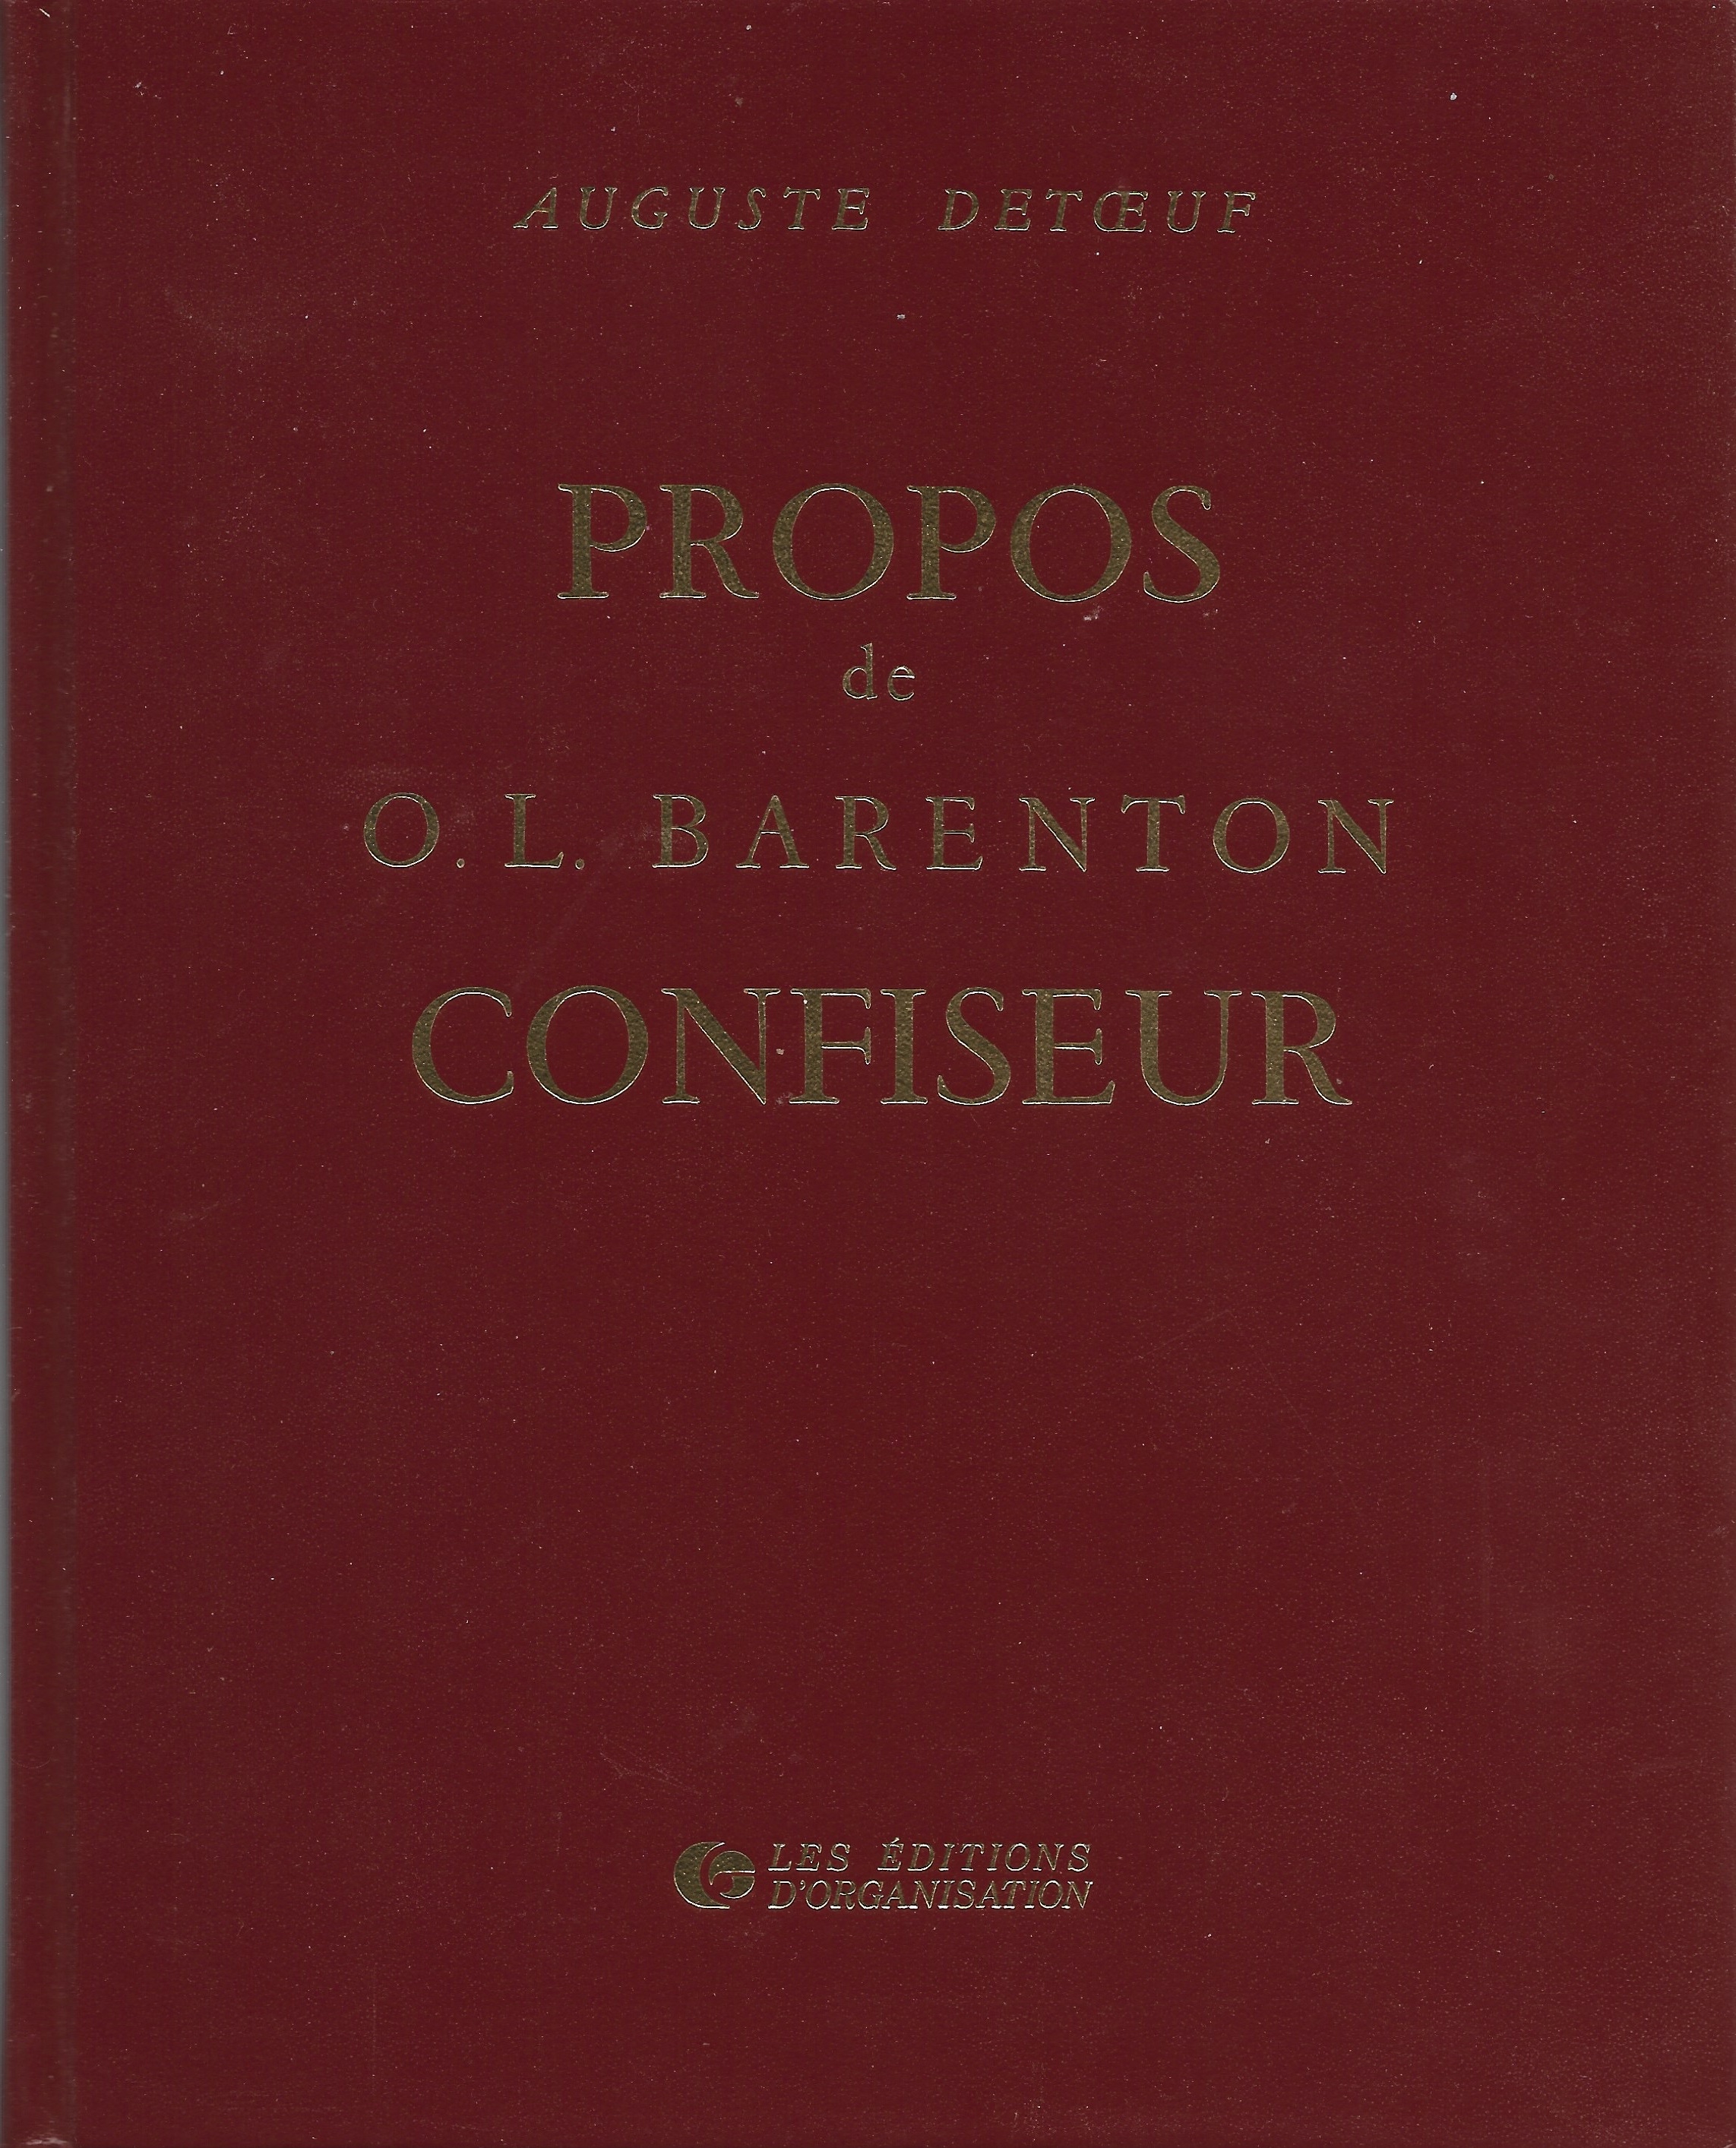 AUGUSTE DETŒUF
PROPOS
de
O. L. BARENTON
CONFISEUR
LES ÉDITIONS
D'ORGANISATION